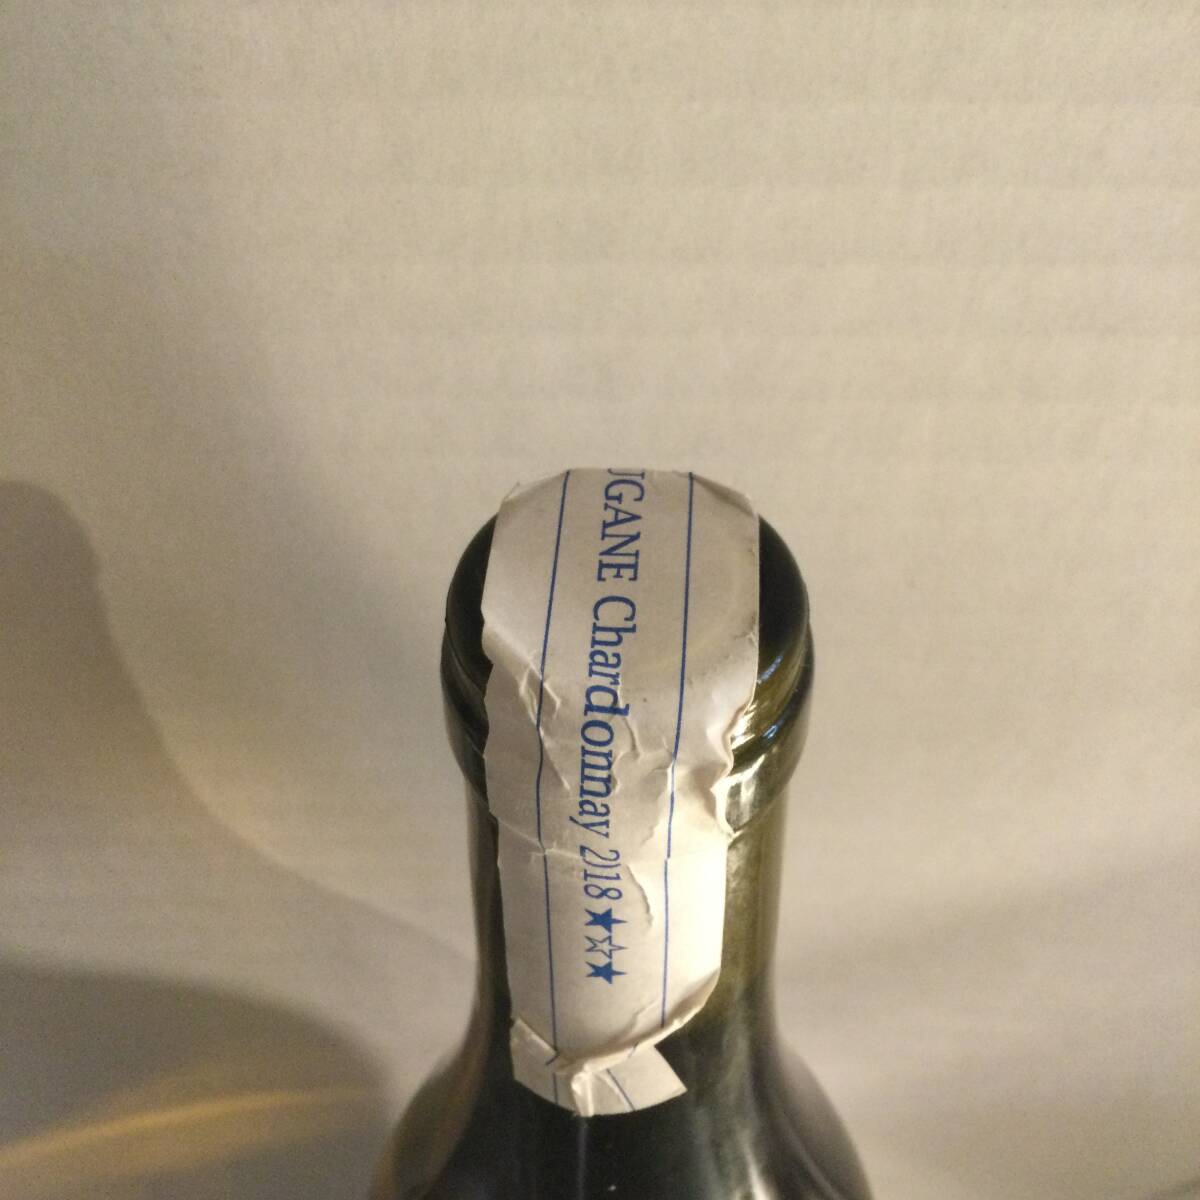 UGANE Chardonnay 2018 ★☆★